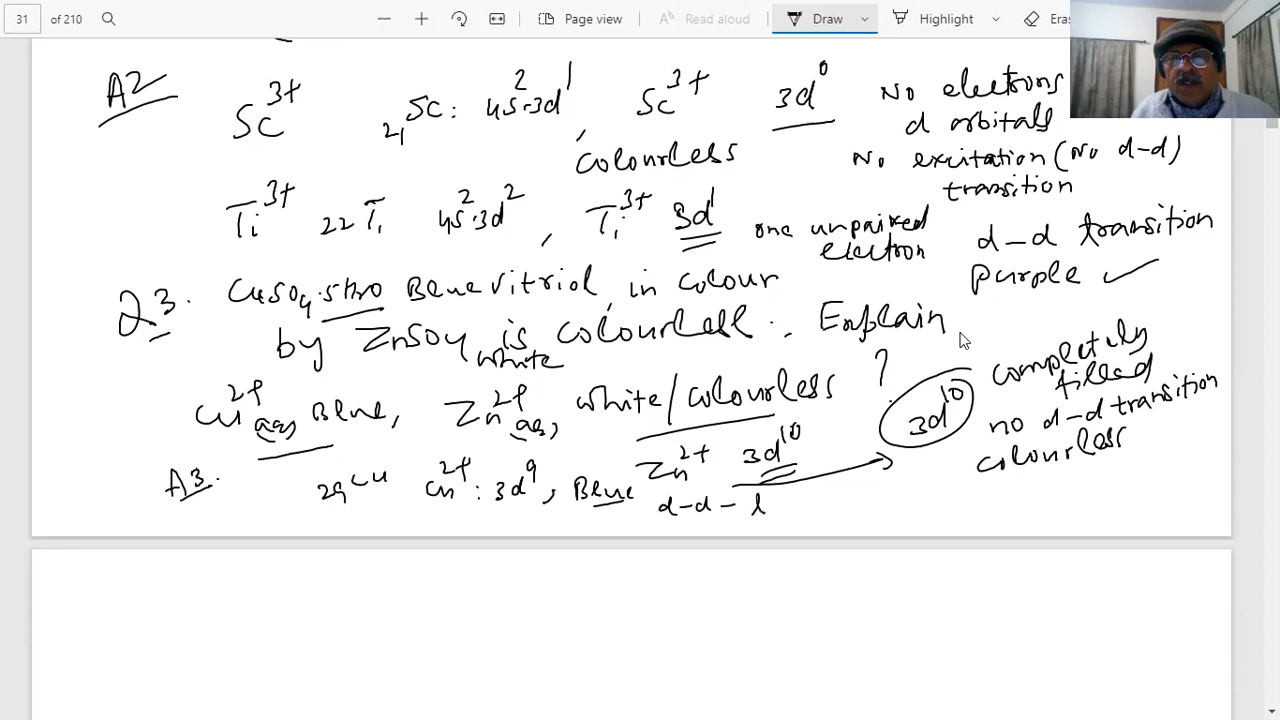 31 of 210 Page view Read aloud Draw Highlight Eras
A2 Sc³⁺ ₂₁Sc: 4s²·3d¹, Sc³⁺ 3d⁰ No electrons
d orbitals
colourless No excitation (No d-d)
transition
Ti³⁺ 22 Ti 4s²·3d², Ti³⁺ 3d¹ one unpaired
electron
d-d transition
purple ✓
Q3. CuSO₄·5H₂O Blue vitriol, in colour
by ZnSO₄ is colourless. Explain
white
?
Cu²⁺(aq) Blue, Zn²⁺(aq) white/colourless
A3. ₂₉Cu Cu²⁺: 3d⁹, Blue Zn²⁺ 3d¹⁰
d-d-l
3d¹⁰ completely
filled
no d-d transition
colourless